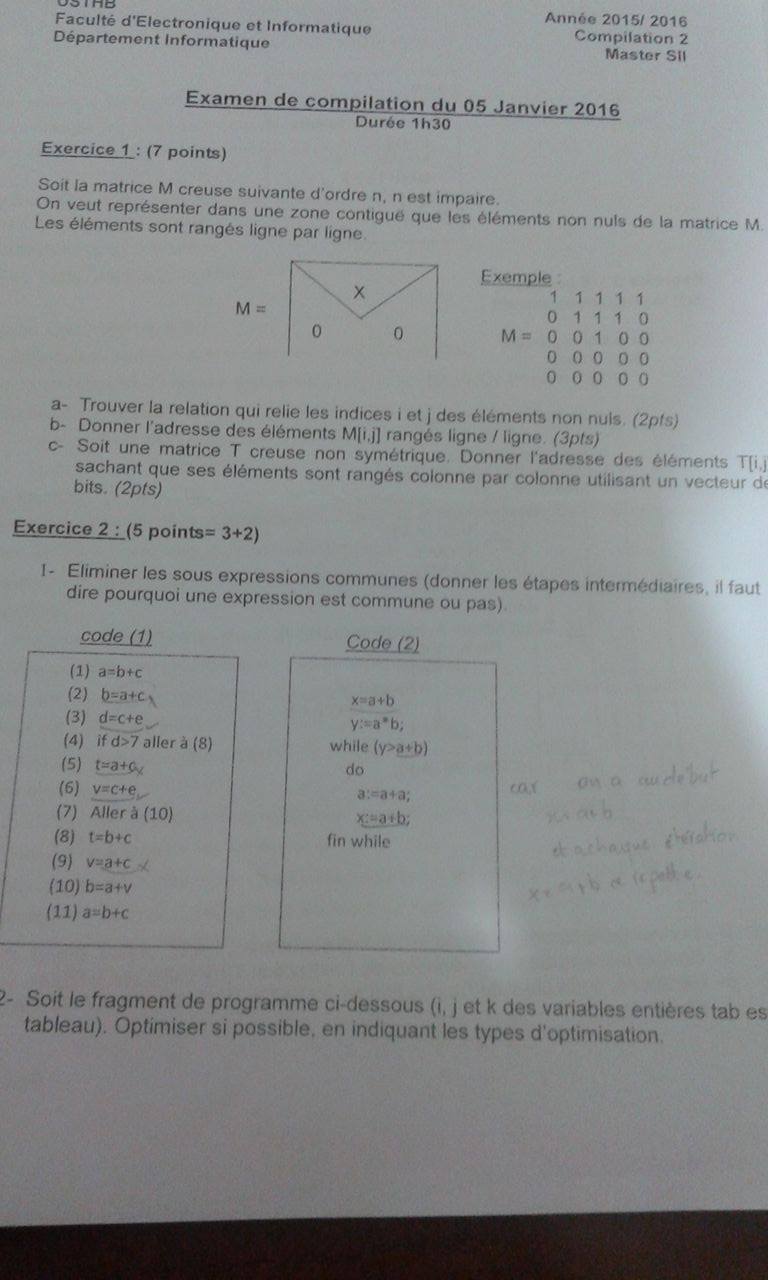 USTHB
Faculté d'Electronique et Informatique
Département Informatique
Année 2015/ 2016
Compilation 2
Master SII
Examen de compilation du 05 Janvier 2016
Durée 1h30
Exercice 1 : (7 points)
Soit la matrice M creuse suivante d'ordre n, n est impaire.
On veut représenter dans une zone contiguë que les éléments non nuls de la matrice M.
Les éléments sont rangés ligne par ligne.
M =
X
0 0
Exemple :
1 1 1 1 1
0 1 1 1 0
M = 0 0 1 0 0
0 0 0 0 0
0 0 0 0 0
a- Trouver la relation qui relie les indices i et j des éléments non nuls. (2pts)
b- Donner l'adresse des éléments M[i,j] rangés ligne / ligne. (3pts)
c- Soit une matrice T creuse non symétrique. Donner l'adresse des éléments T[i,j
sachant que ses éléments sont rangés colonne par colonne utilisant un vecteur de
bits. (2pts)
Exercice 2 : (5 points= 3+2)
1- Eliminer les sous expressions communes (donner les étapes intermédiaires, il faut
dire pourquoi une expression est commune ou pas).
code (1)
(1) a=b+c
(2) b=a+c
(3) d=c+e
(4) if d>7 aller à (8)
(5) t=a+c
(6) v=c+e
(7) Aller à (10)
(8) t=b+c
(9) v=a+c
(10) b=a+v
(11) a=b+c
Code (2)
x=a+b
y:=a*b;
while (y>a+b)
do
a:=a+a;
x:=a+b;
fin while
car on a au debut
x= a+b
et a chaque itération
x= a+b se repette.
2- Soit le fragment de programme ci-dessous (i, j et k des variables entières tab es
tableau). Optimiser si possible, en indiquant les types d'optimisation.